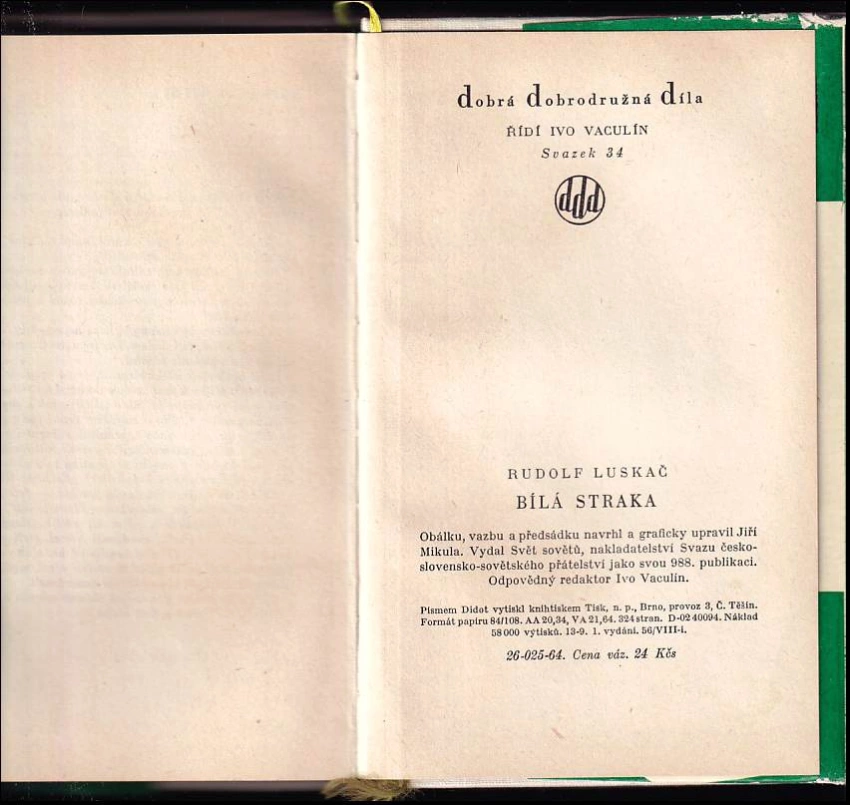 dobrá dobrodružná díla
ŘÍDÍ IVO VACULÍN
Svazek 34
ddd
RUDOLF LUSKAČ
BÍLÁ STRAKA
Obálku, vazbu a předsádku navrhl a graficky upravil Jiří
Mikula. Vydal Svět sovětů, nakladatelství Svazu česko-
slovensko-sovětského přátelství jako svou 988. publikaci.
Odpovědný redaktor Ivo Vaculín.
Písmem Didot vytiskl knihtiskem Tisk, n. p., Brno, provoz 3, Č. Těšín.
Formát papíru 84/108. AA 20,34, VA 21,64. 324 stran. D-02 40094. Náklad
58 000 výtisků. 13-9. 1. vydání. 56/VIII-i.
26-025-64. Cena váz. 24 Kčs